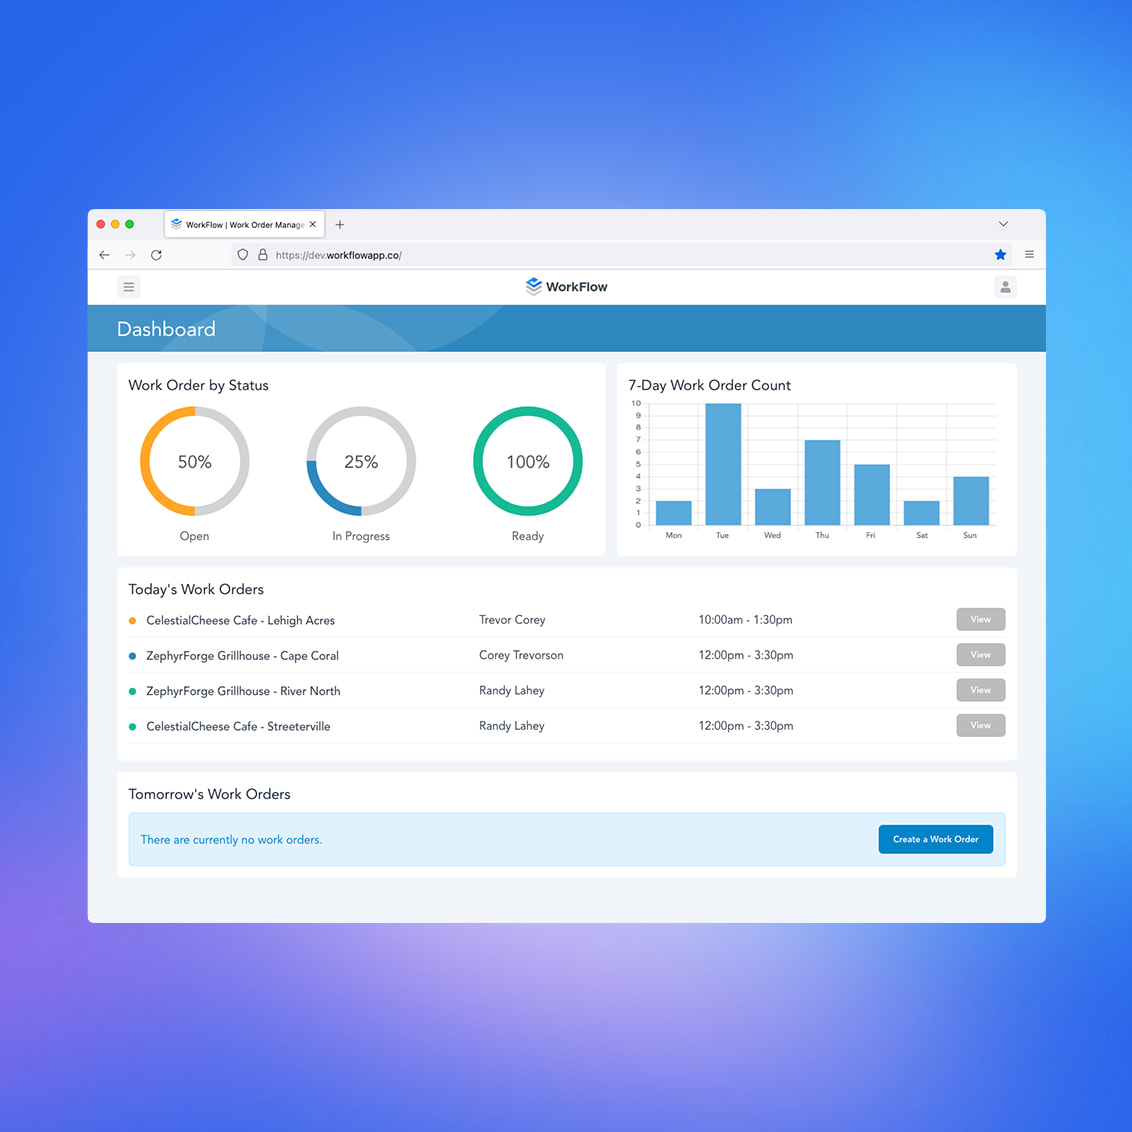 WorkFlow | Work Order Manage
https://dev.workflowapp.co/
WorkFlow
Dashboard
Work Order by Status
50%
25%
100%
Open
In Progress
Ready
7-Day Work Order Count
10
9
8
7
6
5
4
3
2
1
0
Mon Tue Wed Thu Fri Sat Sun
Today's Work Orders
CelestialCheese Cafe - Lehigh Acres Trevor Corey 10:00am - 1:30pm View
ZephyrForge Grillhouse - Cape Coral Corey Trevorson 12:00pm - 3:30pm View
ZephyrForge Grillhouse - River North Randy Lahey 12:00pm - 3:30pm View
CelestialCheese Cafe - Streeterville Randy Lahey 12:00pm - 3:30pm View
Tomorrow's Work Orders
There are currently no work orders. Create a Work Order